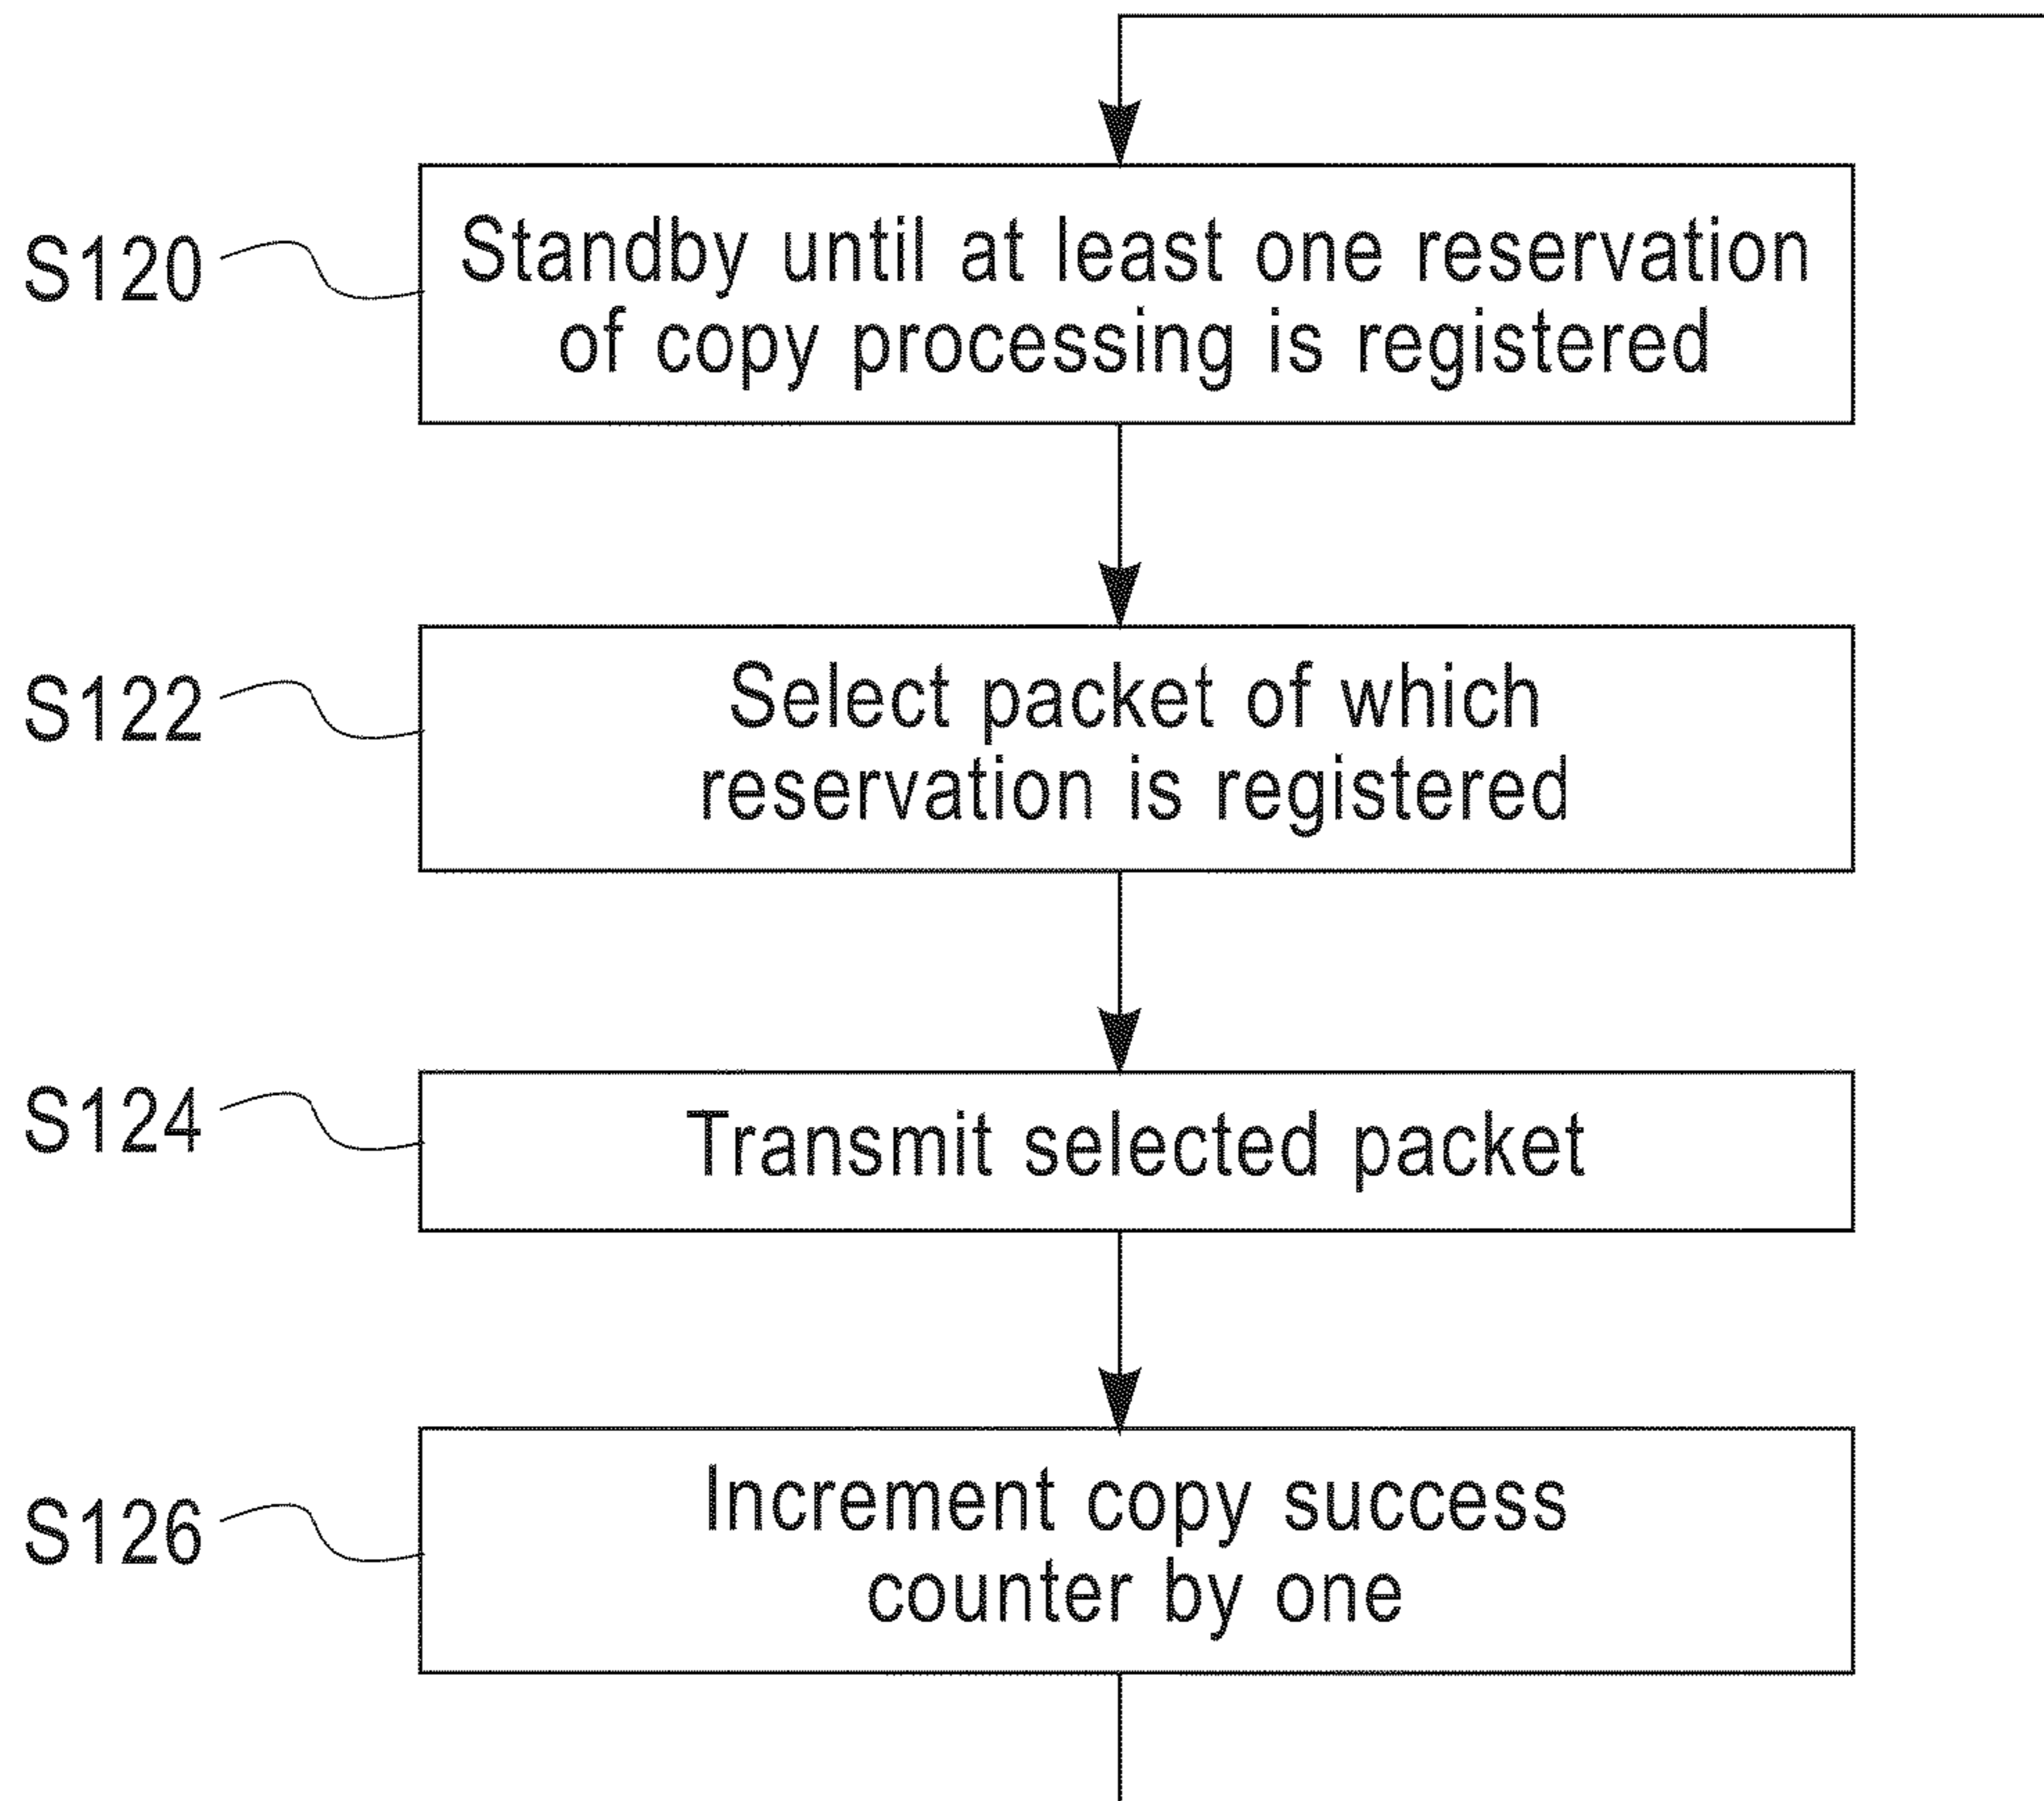 S120
Standby until at least one reservation
of copy processing is registered
S122
Select packet of which
reservation is registered
S124
Transmit selected packet
S126
Increment copy success
counter by one